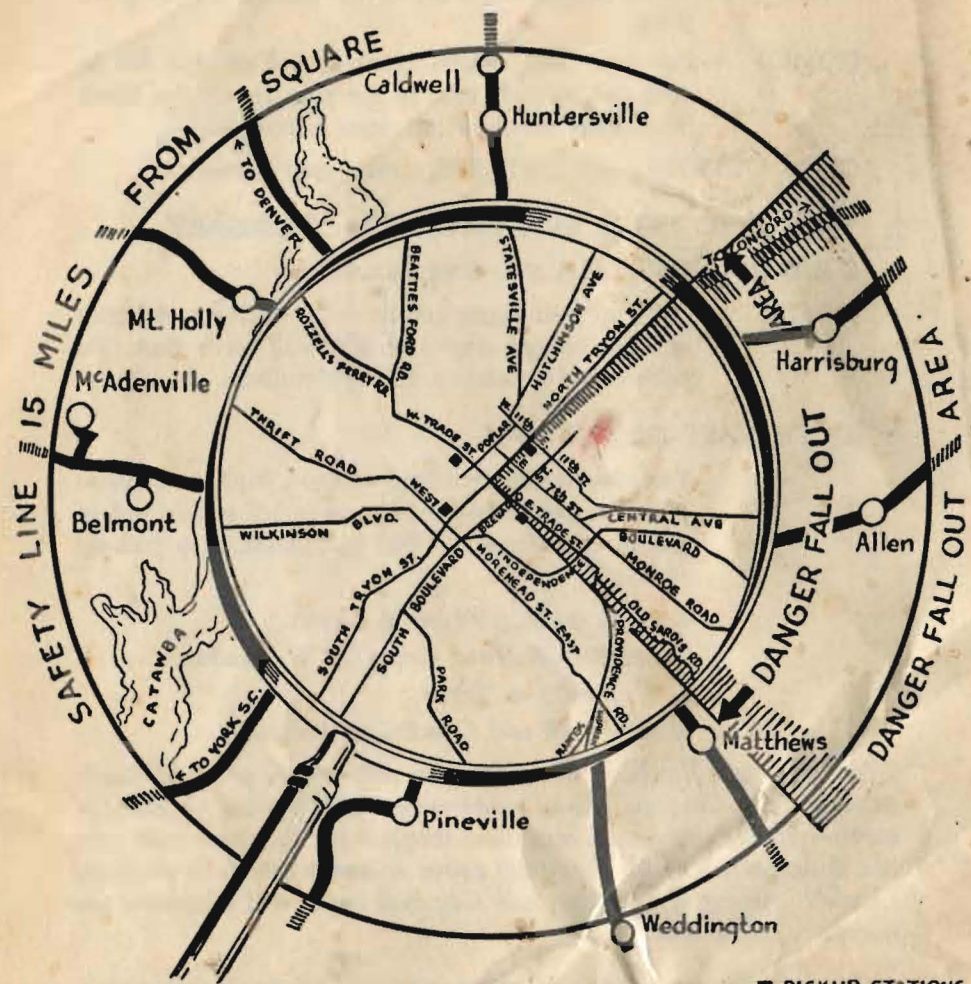 SAFETY LINE 15 MILES FROM SQUARE
Caldwell
Huntersville
← TO DENVER
TO CONCORD →
AREA
Mt. Holly
Harrisburg
McAdenville
Belmont
Allen
DANGER FALL OUT
DANGER FALL OUT AREA
BEATTIES FORD RD.
STATESVILLE AVE
HUTCHINSON AVE
NORTH TRYON ST.
ROZZELLS FERRY RD.
W. TRADE ST.
POPLAR
11th
11th ST.
7th ST.
THRIFT ROAD
WEST
E. TRADE ST.
CENTRAL AVE
BOULEVARD
WILKINSON BLVD.
INDEPENDEN
MOREHEAD ST. - EAST
MONROE ROAD
SOUTH TRYON ST.
SOUTH BOULEVARD
PROVIDENCE RD.
OLD SARDIS RD.
PARK ROAD
CATAWBA
← TO YORK S.C.
Matthews
Pineville
Weddington
PICKUP STATIONS